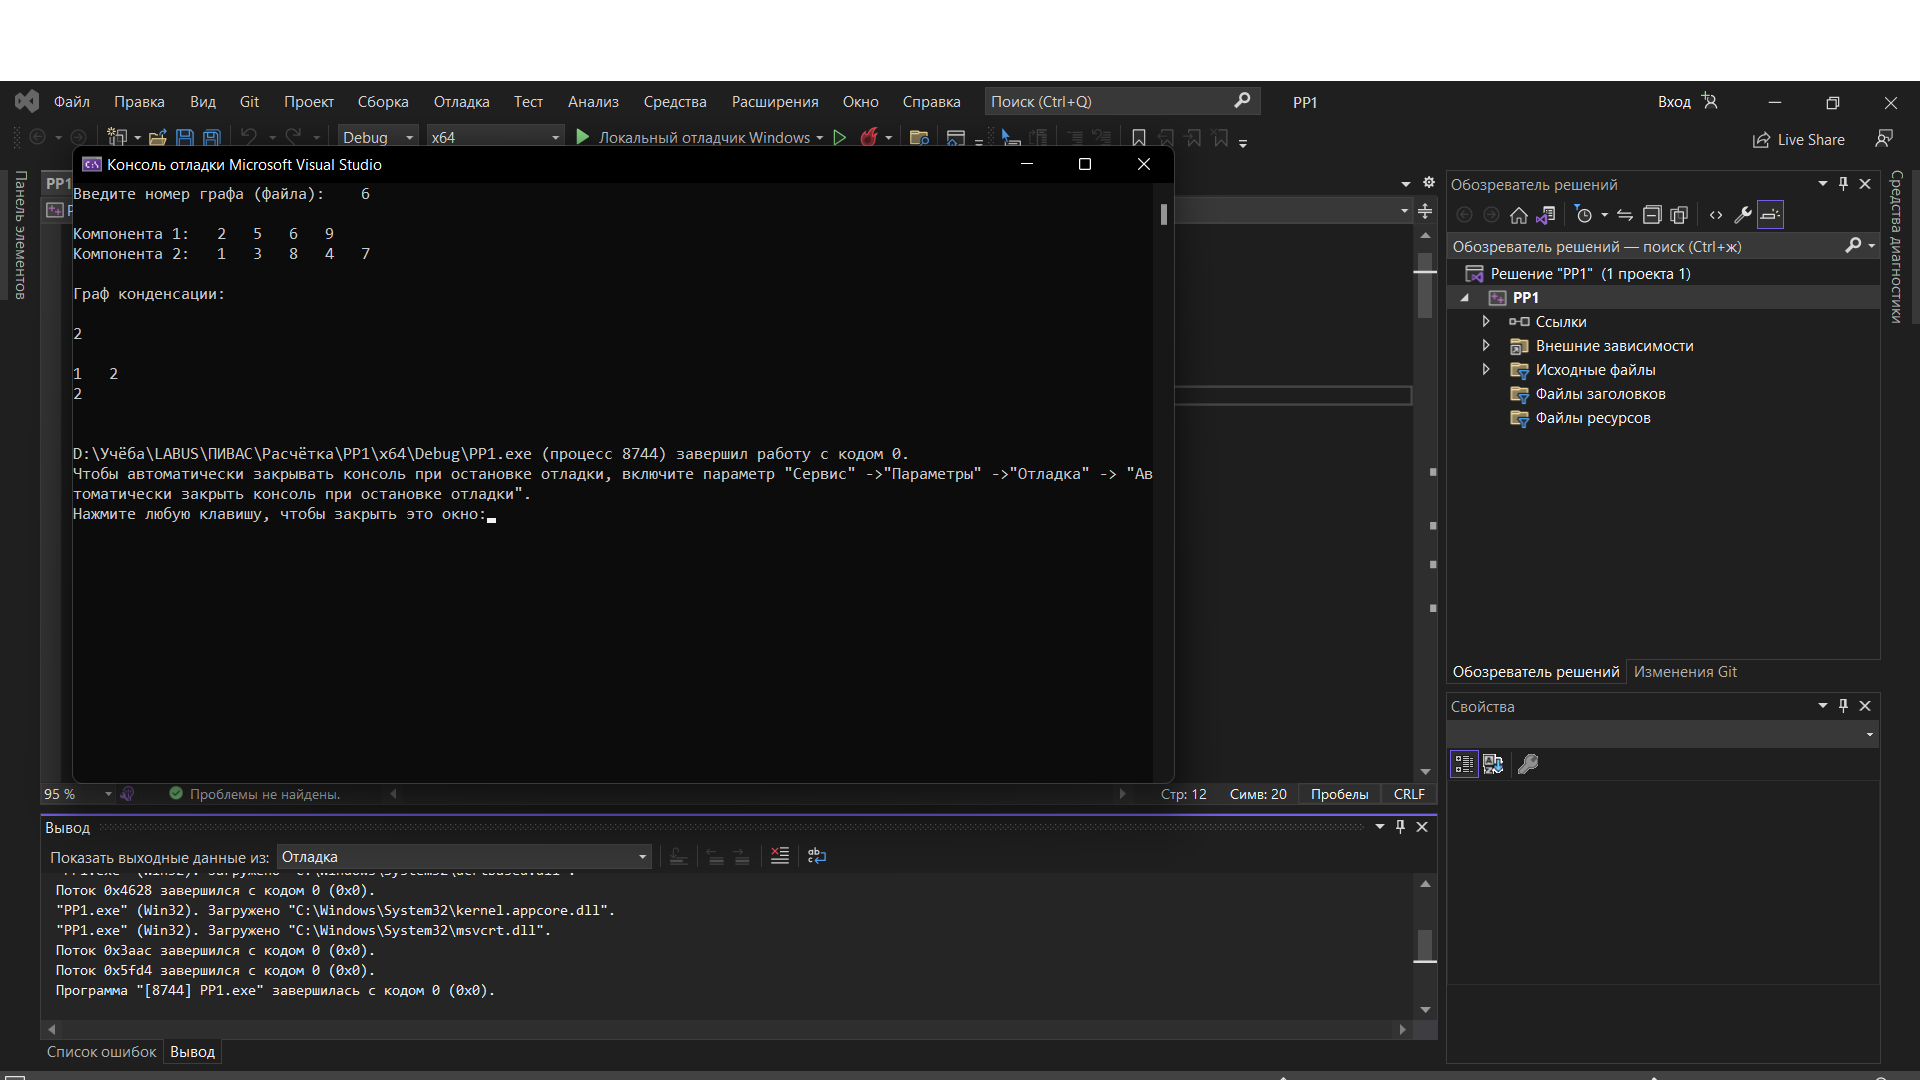 Файл Правка Вид Git Проект Сборка Отладка Тест Анализ Средства Расширения Окно Справка Поиск (Ctrl+Q) PP1 Вход
Debug x64 Локальный отладчик Windows Live Share
Консоль отладки Microsoft Visual Studio
Введите номер графа (файла): 6
Компонента 1: 2 5 6 9
Компонента 2: 1 3 8 4 7
Граф конденсации:
2
1 2
2
D:\Учёба\LABUS\ПИВАС\Расчётка\PP1\x64\Debug\PP1.exe (процесс 8744) завершил работу с кодом 0.
Чтобы автоматически закрывать консоль при остановке отладки, включите параметр "Сервис" ->"Параметры" ->"Отладка" -> "Ав
томатически закрыть консоль при остановке отладки".
Нажмите любую клавишу, чтобы закрыть это окно:
Панель элементов
PP1
95 % Проблемы не найдены. Стр: 12 Симв: 20 Пробелы CRLF
Вывод
Показать выходные данные из: Отладка
Поток 0x4628 завершился с кодом 0 (0x0).
"PP1.exe" (Win32). Загружено "C:\Windows\System32\kernel.appcore.dll".
"PP1.exe" (Win32). Загружено "C:\Windows\System32\msvcrt.dll".
Поток 0x3aac завершился с кодом 0 (0x0).
Поток 0x5fd4 завершился с кодом 0 (0x0).
Программа "[8744] PP1.exe" завершилась с кодом 0 (0x0).
Список ошибок Вывод
Обозреватель решений
Обозреватель решений — поиск (Ctrl+ж)
Решение "PP1" (1 проекта 1)
PP1
Ссылки
Внешние зависимости
Исходные файлы
Файлы заголовков
Файлы ресурсов
Обозреватель решений Изменения Git
Свойства
Средства диагностики